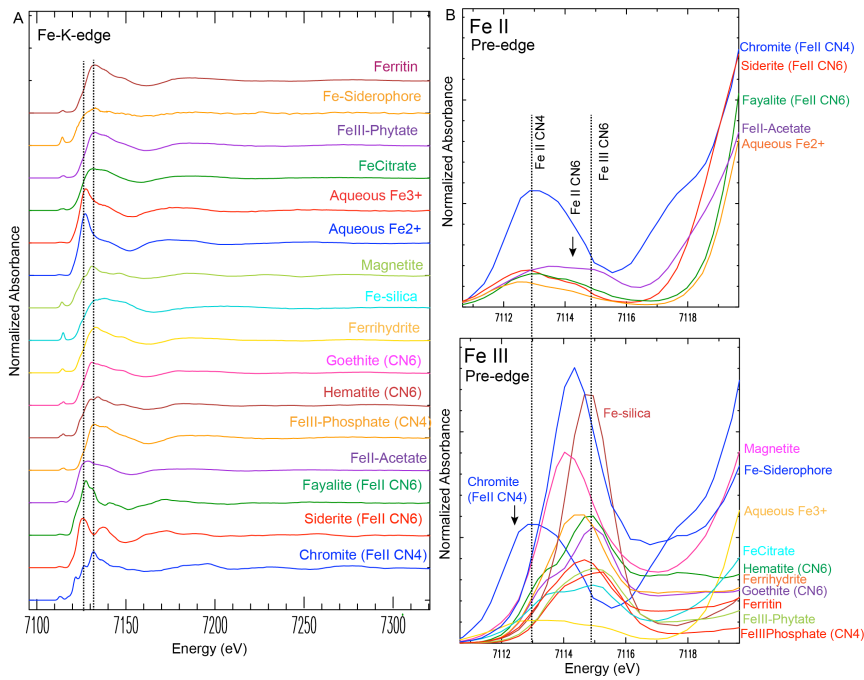 A
Fe-K-edge
Ferritin
Fe-Siderophore
FeIII-Phytate
FeCitrate
Aqueous Fe3+
Aqueous Fe2+
Magnetite
Fe-silica
Ferrihydrite
Goethite (CN6)
Hematite (CN6)
FeIII-Phosphate (CN4)
FeII-Acetate
Fayalite (FeII CN6)
Siderite (FeII CN6)
Chromite (FeII CN4)
Normalized Absorbance
7100 7150 7200 7250 7300
Energy (eV)
B
Fe II
Pre-edge
Fe II CN4
Fe II CN6
Fe III CN6
Chromite (FeII CN4)
Siderite (FeII CN6)
Fayalite (FeII CN6)
FeII-Acetate
Aqueous Fe2+
Normalized Absorbance
7112 7114 7116 7118
Fe III
Pre-edge
Fe-silica
Chromite
(FeII CN4)
Magnetite
Fe-Siderophore
Aqueous Fe3+
FeCitrate
Hematite (CN6)
Ferrihydrite
Goethite (CN6)
Ferritin
FeIII-Phytate
FeIIIPhosphate (CN4)
Normalized Absorbance
7112 7114 7116 7118
Energy (eV)